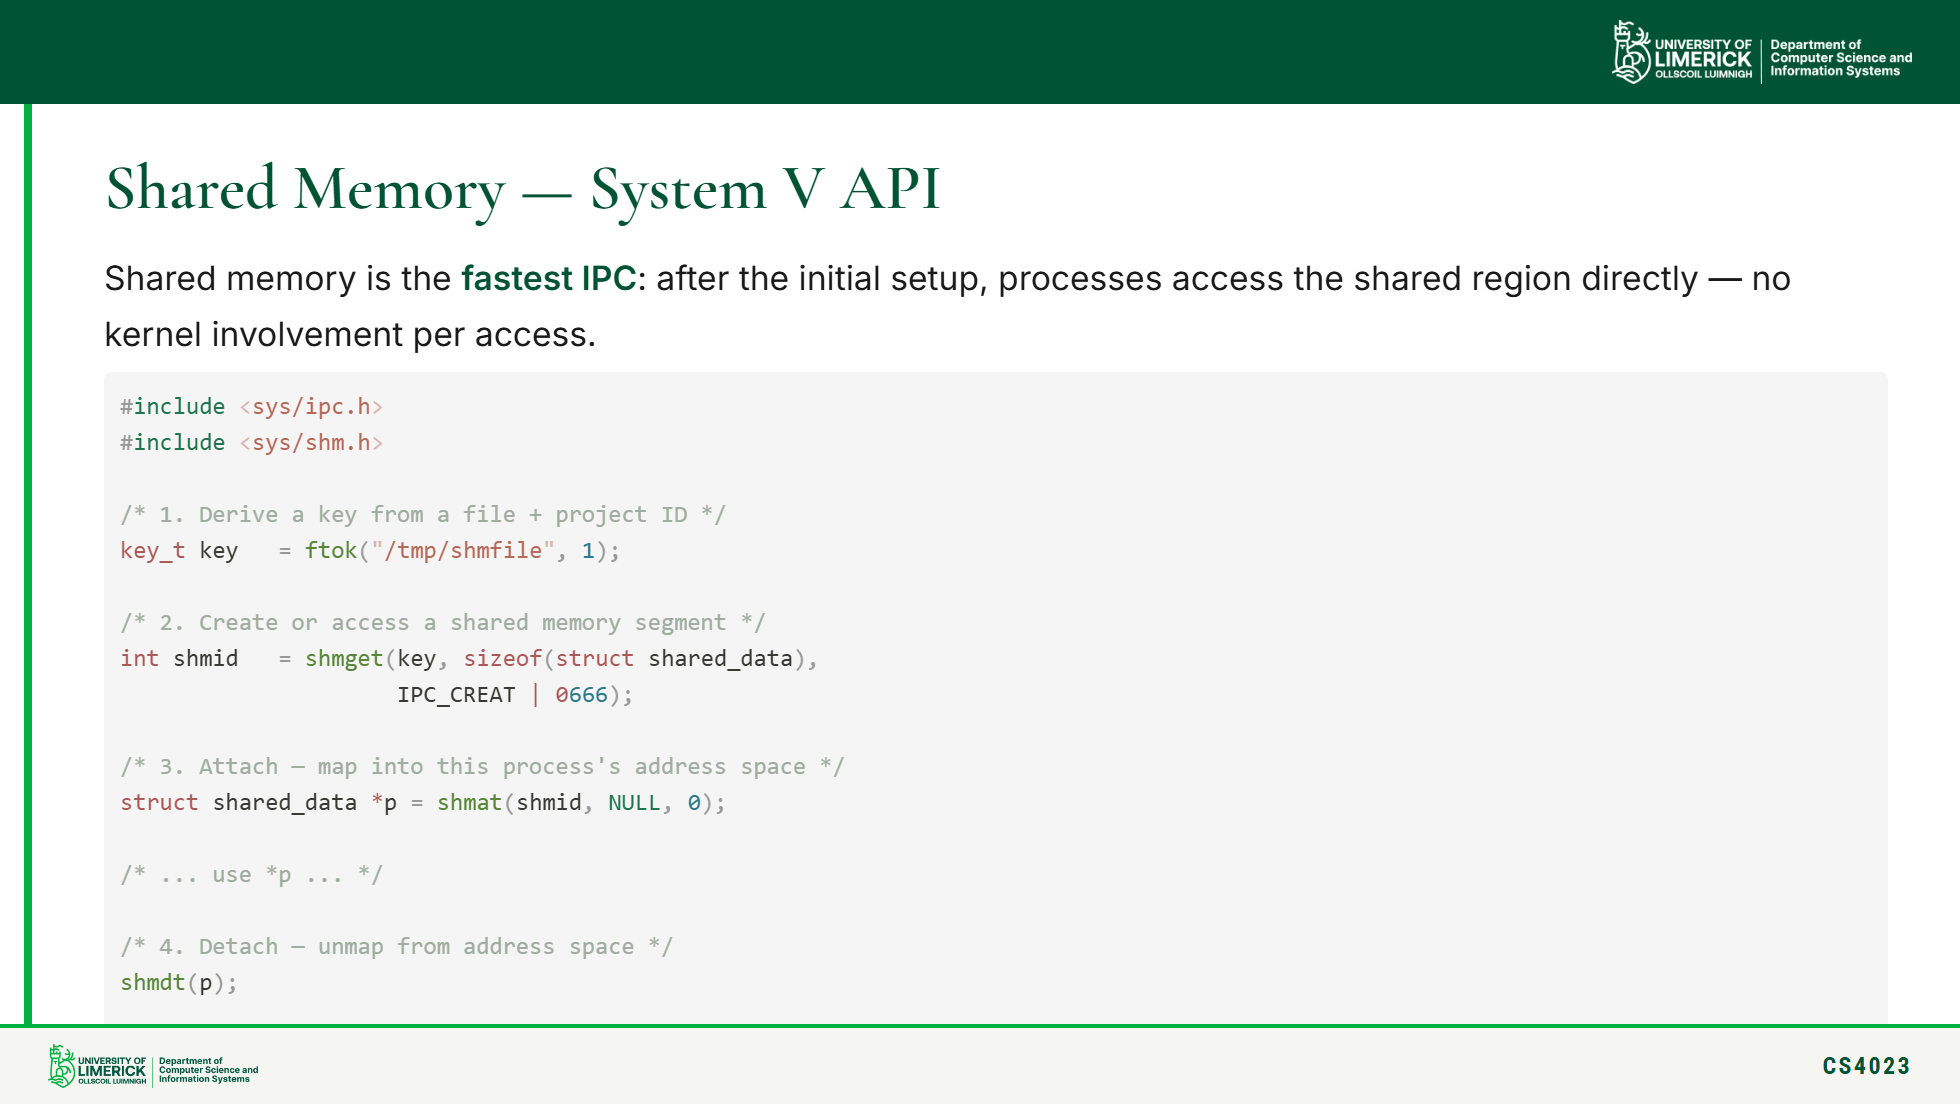 UNIVERSITY OF
LIMERICK
OLLSCOIL LUIMNIGH
Department of
Computer Science and
Information Systems
Shared Memory — System V API
Shared memory is the fastest IPC: after the initial setup, processes access the shared region directly — no
kernel involvement per access.
#include <sys/ipc.h>
#include <sys/shm.h>
/* 1. Derive a key from a file + project ID */
key_t key   = ftok("/tmp/shmfile", 1);
/* 2. Create or access a shared memory segment */
int shmid   = shmget(key, sizeof(struct shared_data),
                     IPC_CREAT | 0666);
/* 3. Attach — map into this process's address space */
struct shared_data *p = shmat(shmid, NULL, 0);
/* ... use *p ... */
/* 4. Detach — unmap from address space */
shmdt(p);
UNIVERSITY OF
LIMERICK
OLLSCOIL LUIMNIGH
Department of
Computer Science and
Information Systems
CS4023